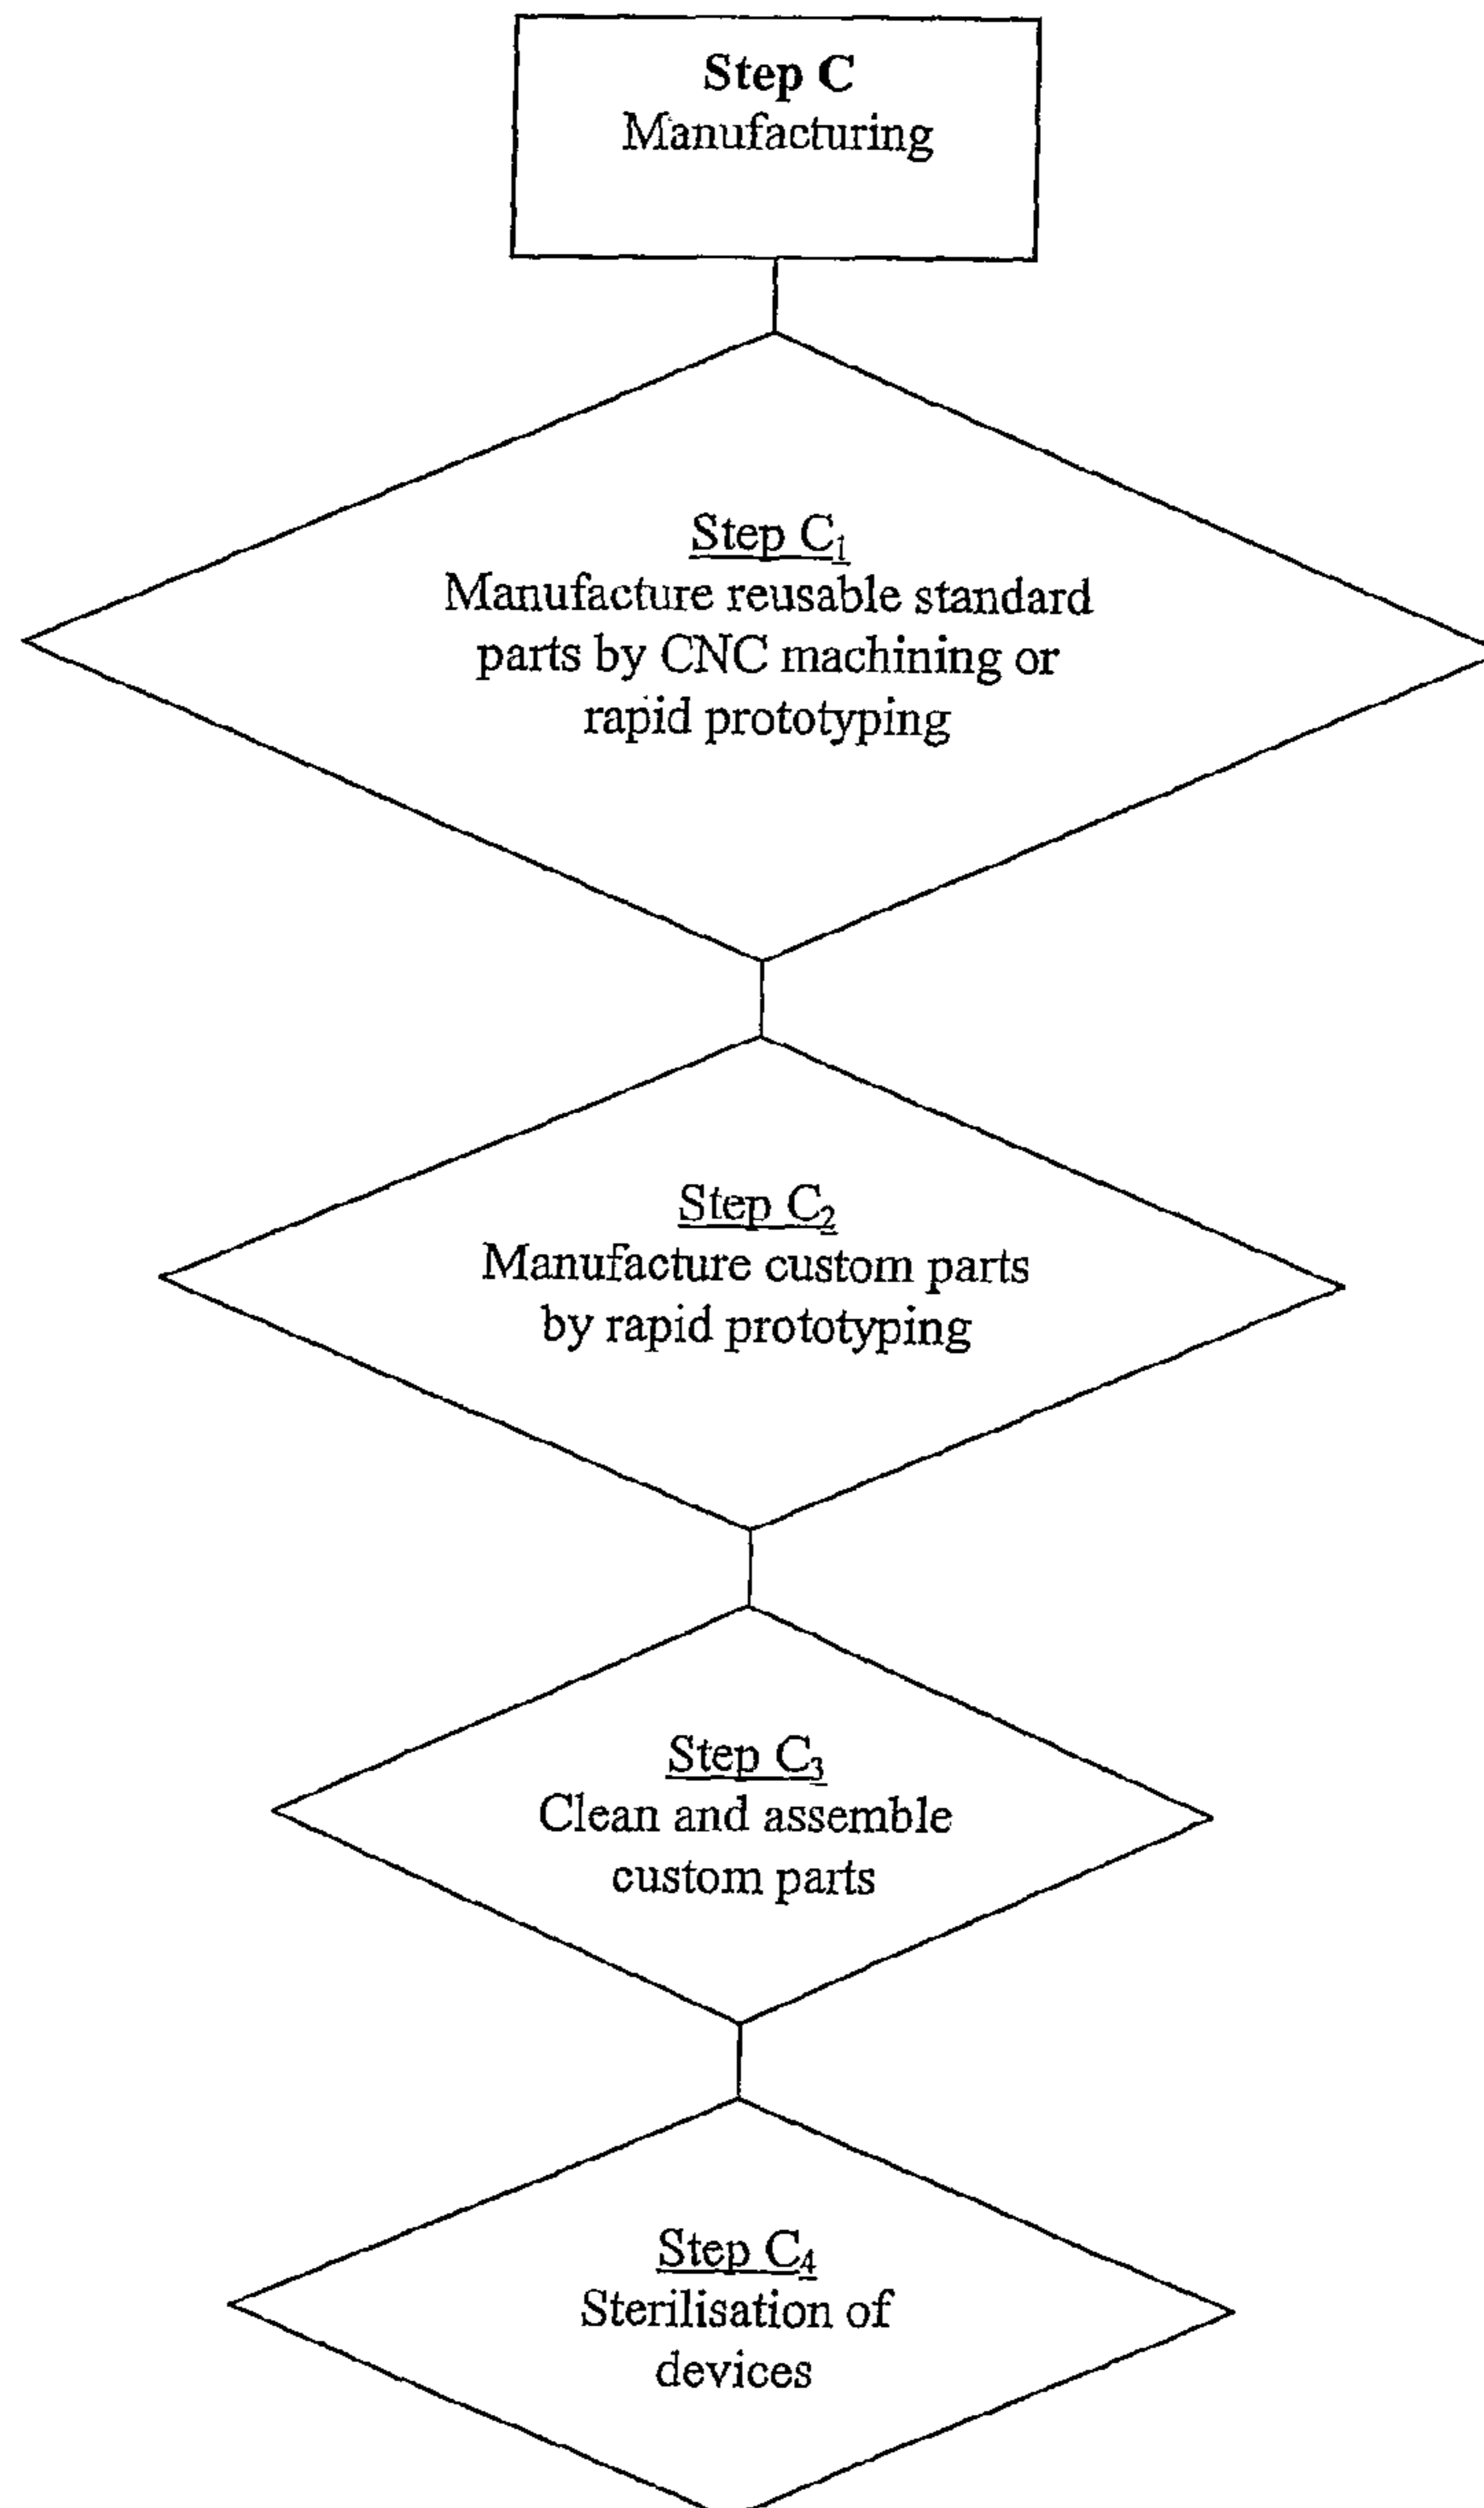 Step C
Manufacturing
Step C1
Manufacture reusable standard
parts by CNC machining or
rapid prototyping
Step C2
Manufacture custom parts
by rapid prototyping
Step C3
Clean and assemble
custom parts
Step C4
Sterilisation of
devices